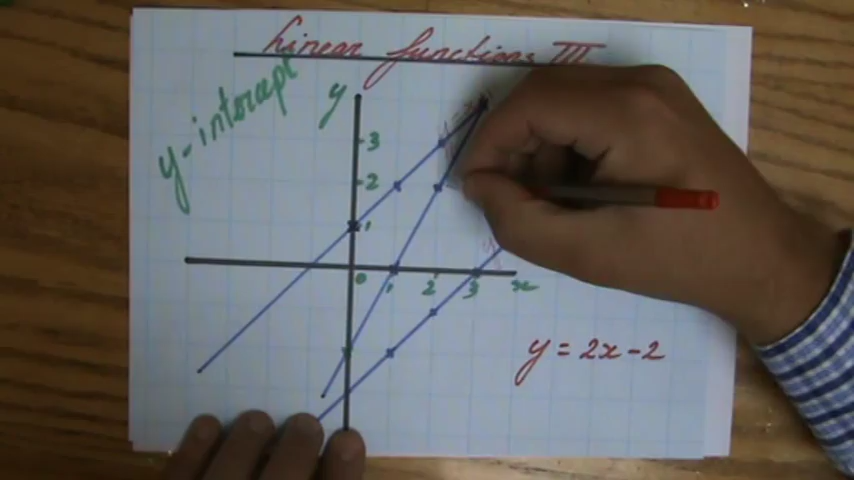 Linear functions III
y-intercept
y
3
2
1
0 1 2 3 x
y = 2x - 2